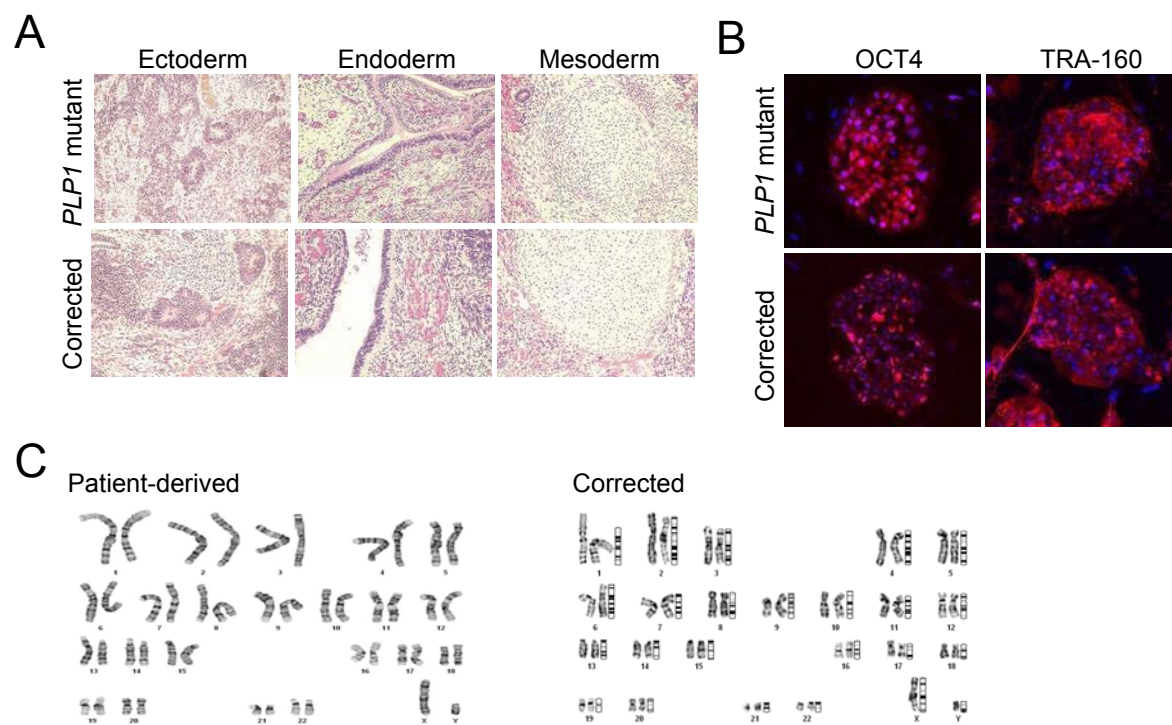 A
Ectoderm Endoderm Mesoderm
PLP1 mutant
Corrected
B
OCT4 TRA-160
PLP1 mutant
Corrected
C
Patient-derived
1 2 3 4 5
6 7 8 9 10 11 12
13 14 15 16 17 18
19 20 21 22 X Y
Corrected
1 2 3 4 5
6 7 8 9 10 11 12
13 14 15 16 17 18
19 20 21 22 X Y